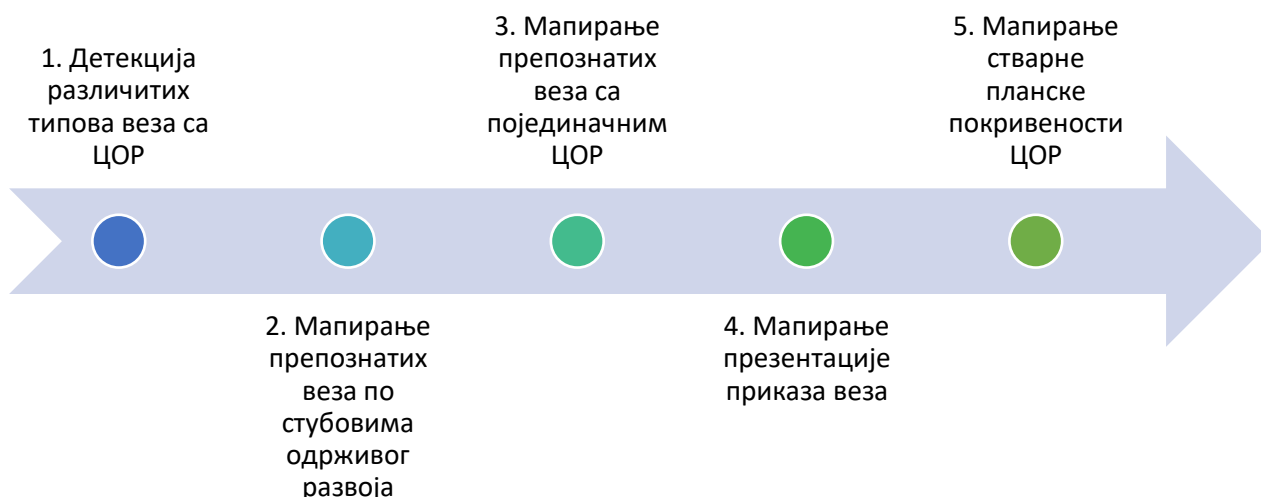 1. Детекција
различитих
типова веза са
ЦОР
2. Мапирање
препознатих
веза по
стубовима
одрживог
развоја
3. Мапирање
препознатих
веза са
појединачним
ЦОР
4. Мапирање
презентације
приказа веза
5. Мапирање
стварне
планске
покривености
ЦОР